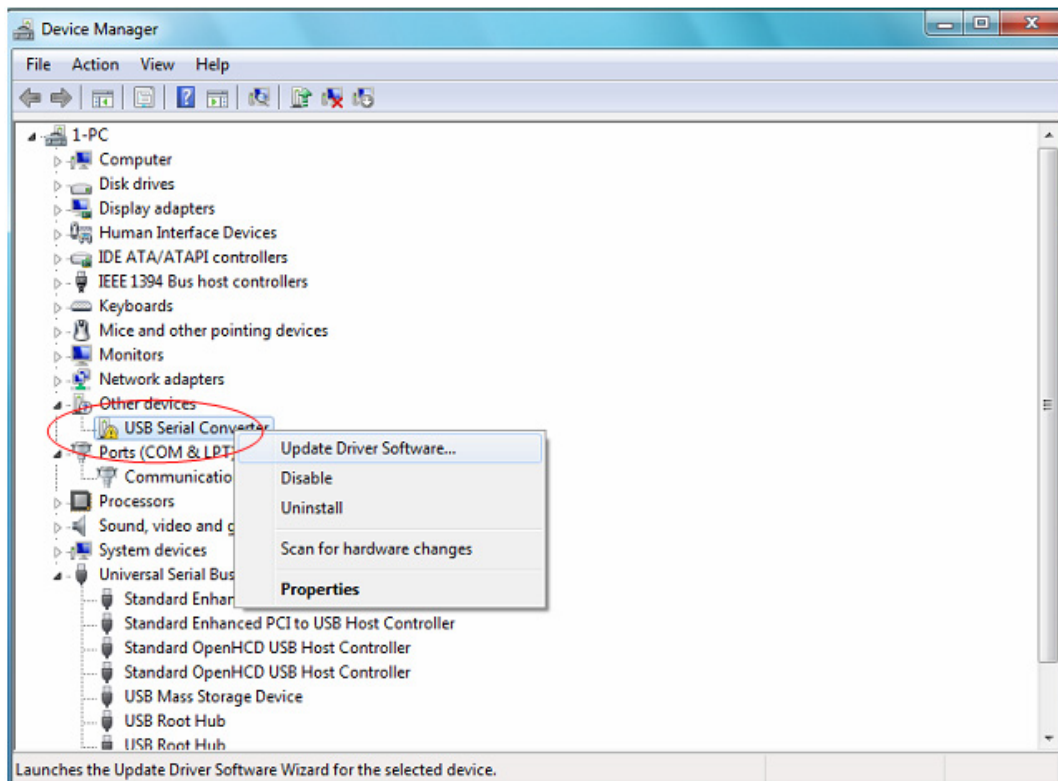 Device Manager
File Action View Help
1-PC
Computer
Disk drives
Display adapters
Human Interface Devices
IDE ATA/ATAPI controllers
IEEE 1394 Bus host controllers
Keyboards
Mice and other pointing devices
Monitors
Network adapters
Other devices
USB Serial Converter
Ports (COM & LPT)
Communicatio
Processors
Sound, video and g
System devices
Universal Serial Bus
Standard Enhan
Standard Enhanced PCI to USB Host Controller
Standard OpenHCD USB Host Controller
Standard OpenHCD USB Host Controller
USB Mass Storage Device
USB Root Hub
USB Root Hub
Update Driver Software...
Disable
Uninstall
Scan for hardware changes
Properties
Launches the Update Driver Software Wizard for the selected device.